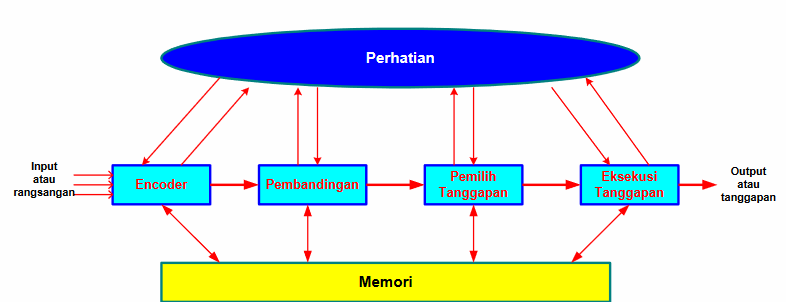 Perhatian
Input
atau
rangsangan
Encoder
Pembandingan
Pemilih
Tanggapan
Eksekusi
Tanggapan
Output
atau
tanggapan
Memori